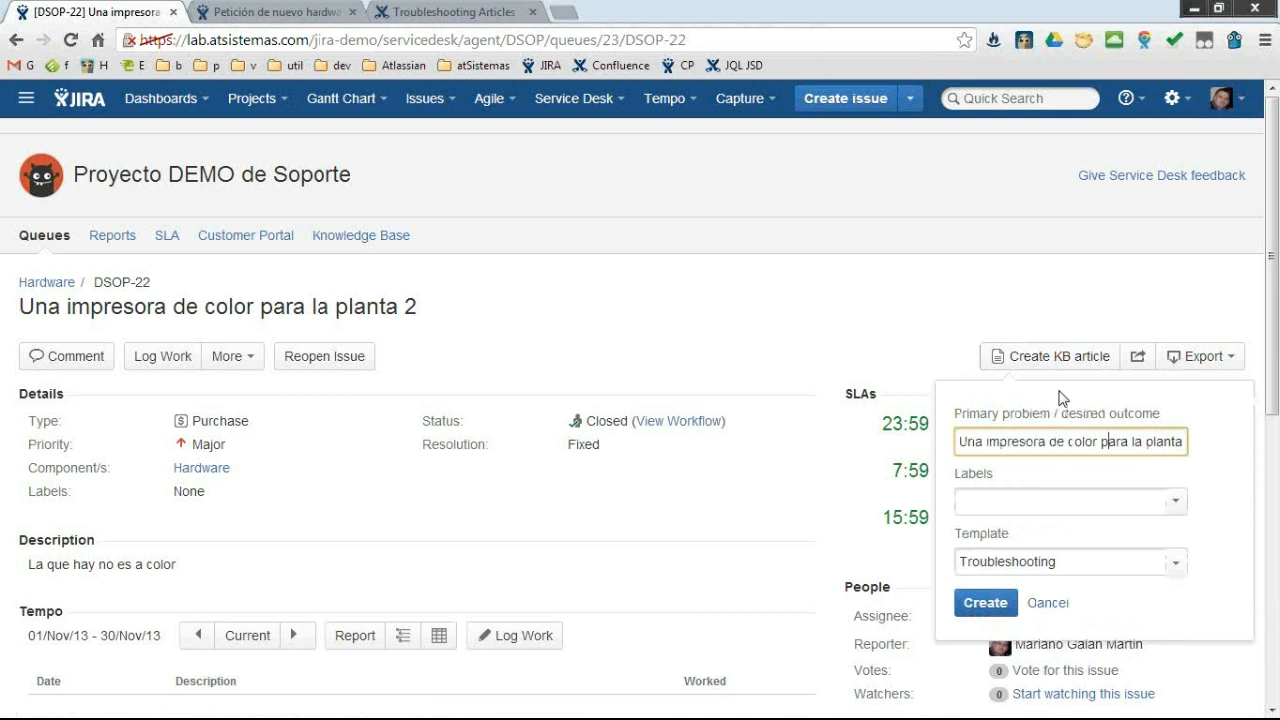 [DSOP-22] Una impresora
Petición de nuevo hardwa
Troubleshooting Articles
https://lab.atsistemas.com/jira-demo/servicedesk/agent/DSOP/queues/23/DSOP-22
G f H E b p v util dev Atlassian atSistemas JIRA Confluence CP JQL JSD
JIRA Dashboards Projects Gantt Chart Issues Agile Service Desk Tempo Capture Create issue Quick Search
Proyecto DEMO de Soporte
Give Service Desk feedback
Queues Reports SLA Customer Portal Knowledge Base
Hardware / DSOP-22
Una impresora de color para la planta 2
Comment Log Work More Reopen Issue Create KB article Export
Details
Type: Purchase
Priority: Major
Component/s: Hardware
Labels: None
Status: Closed (View Workflow)
Resolution: Fixed
Description
La que hay no es a color
Tempo
01/Nov/13 - 30/Nov/13 Current Report Log Work
Date Description Worked
SLAs
23:59
7:59
15:59
Primary problem / desired outcome
Una impresora de color para la planta
Labels
Template
Troubleshooting
Create Cancel
People
Assignee:
Reporter: Mariano Galan Martin
Votes: 0 Vote for this issue
Watchers: 0 Start watching this issue